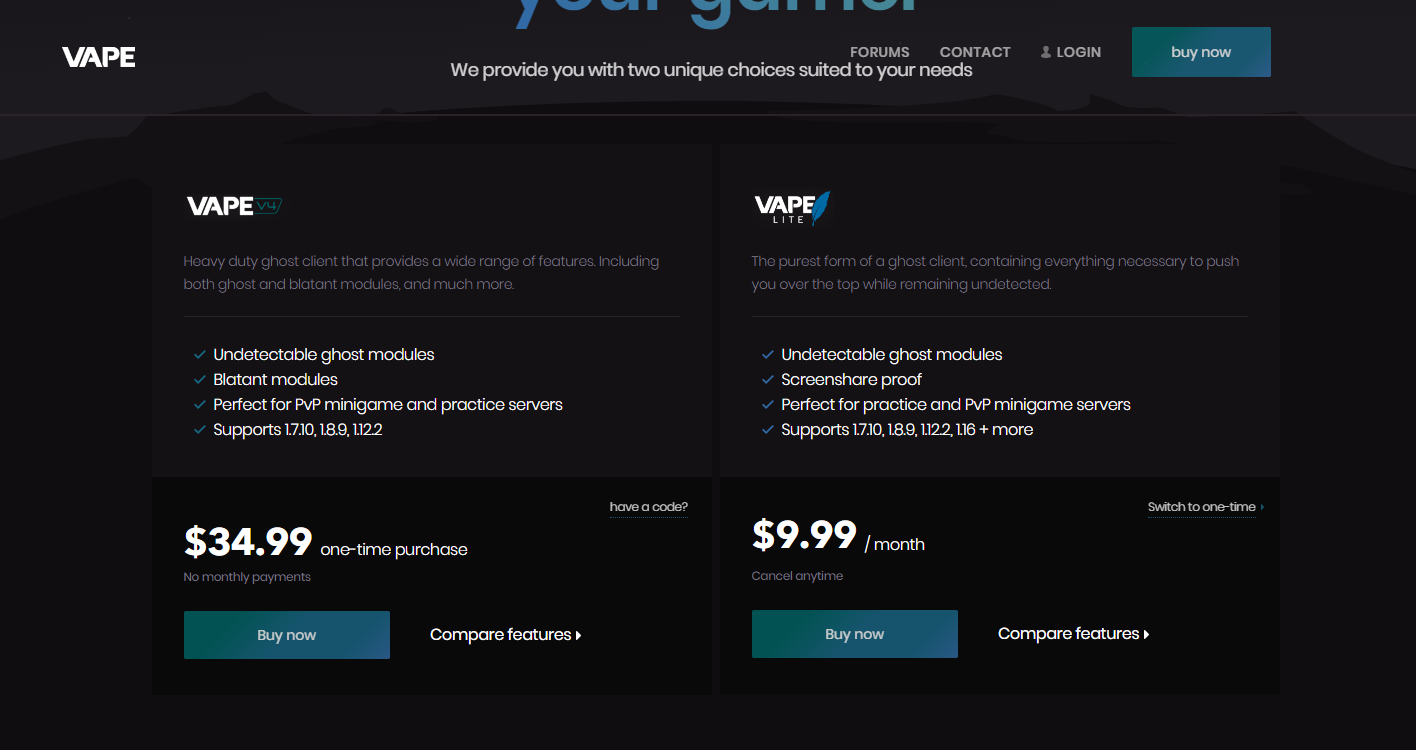 your game.
VAPE
FORUMS
CONTACT
LOGIN
buy now
We provide you with two unique choices suited to your needs
VAPE V4
Heavy duty ghost client that provides a wide range of features. Including
both ghost and blatant modules, and much more.
Undetectable ghost modules
Blatant modules
Perfect for PvP minigame and practice servers
Supports 1.7.10, 1.8.9, 1.12.2
have a code?
$34.99 one-time purchase
No monthly payments
Buy now
Compare features
VAPE
LITE
The purest form of a ghost client, containing everything necessary to push
you over the top while remaining undetected.
Undetectable ghost modules
Screenshare proof
Perfect for practice and PvP minigame servers
Supports 1.7.10, 1.8.9, 1.12.2, 1.16 + more
Switch to one-time
$9.99 / month
Cancel anytime
Buy now
Compare features